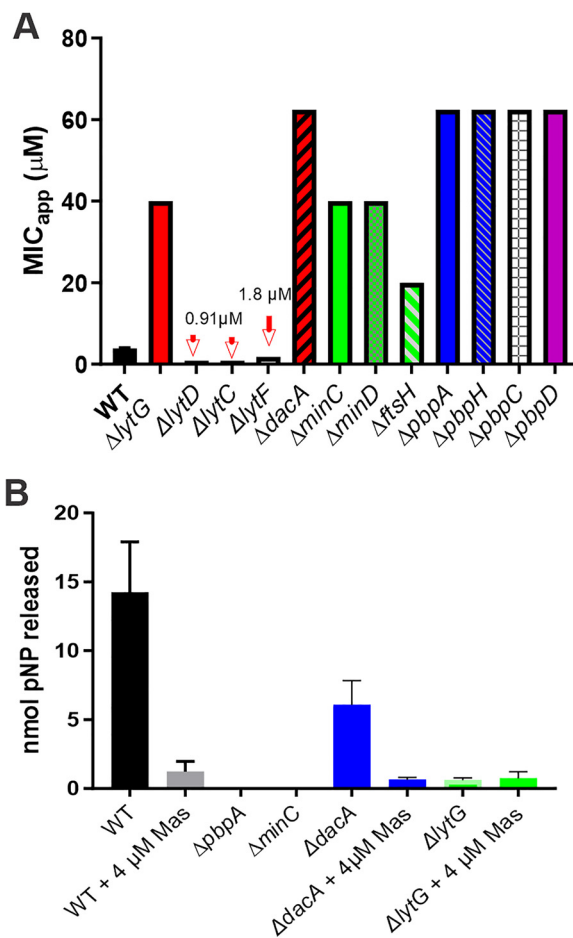 A
80
60
40
20
0
MICapp (μM)
0.91μM
1.8 μM
WT
ΔlytG
ΔlytD
ΔlytC
ΔlytF
ΔdacA
ΔminC
ΔminD
ΔftsH
ΔpbpA
ΔpbpH
ΔpbpC
ΔpbpD
B
20
15
10
5
0
nmol pNP released
WT
WT + 4 μM Mas
ΔpbpA
ΔminC
ΔdacA
ΔdacA + 4μM Mas
ΔlytG
ΔlytG + 4 μM Mas